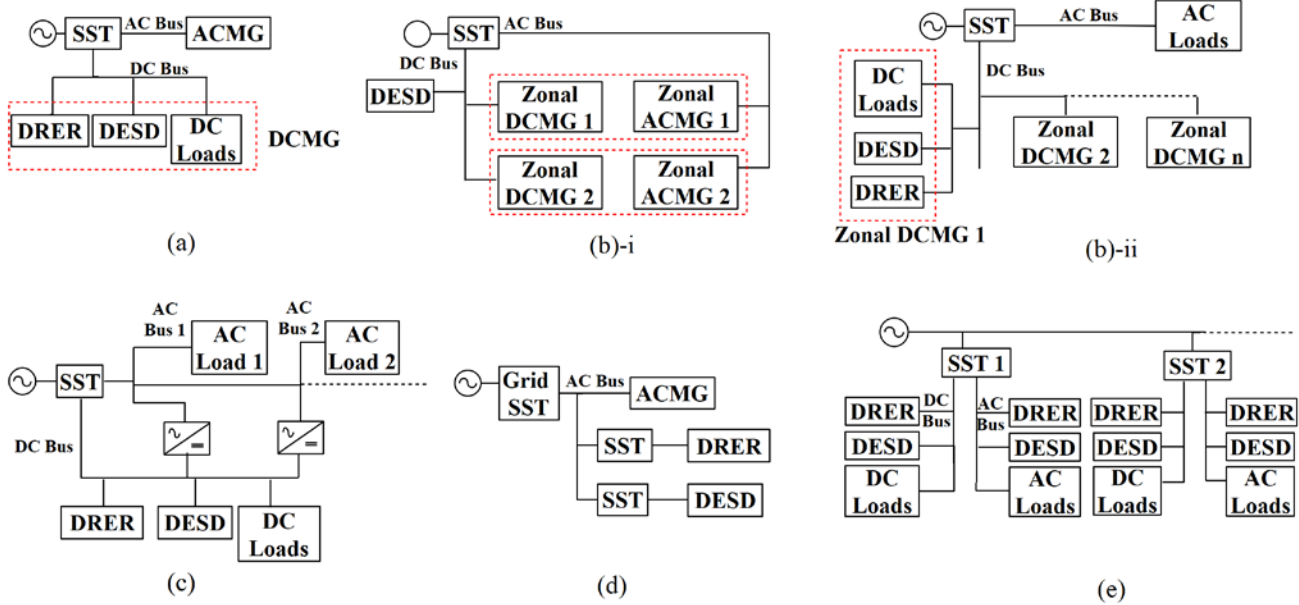 SST
AC Bus
ACMG
DC Bus
DRER
DESD
DC
Loads
DCMG
(a)
SST
AC Bus
DC Bus
DESD
Zonal
DCMG 1
Zonal
ACMG 1
Zonal
DCMG 2
Zonal
ACMG 2
(b)-i
SST
AC Bus
AC
Loads
DC Bus
DC
Loads
DESD
DRER
Zonal DCMG 1
Zonal
DCMG 2
Zonal
DCMG n
(b)-ii
AC
Bus 1
AC
Load 1
AC
Bus 2
AC
Load 2
SST
DC Bus
DRER
DESD
DC
Loads
(c)
Grid
SST
AC Bus
ACMG
SST
DRER
SST
DESD
(d)
SST 1
SST 2
DRER
DC
Bus
AC
Bus
DRER
DRER
DRER
DESD
DESD
DESD
DESD
DC
Loads
AC
Loads
DC
Loads
AC
Loads
(e)